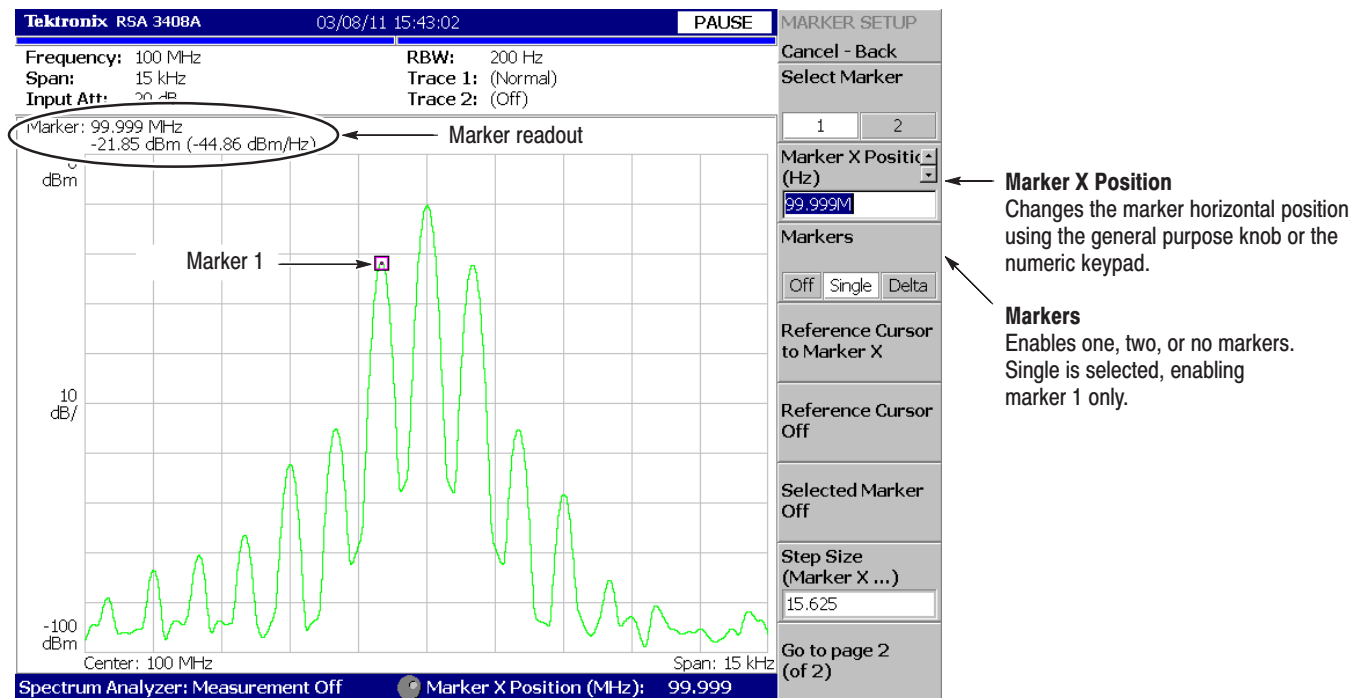 Tektronix RSA 3408A 03/08/11 15:43:02 PAUSE
Frequency: 100 MHz RBW: 200 Hz
Span: 15 kHz Trace 1: (Normal)
Input Att: 20 dB Trace 2: (Off)
Marker: 99.999 MHz
-21.85 dBm (-44.86 dBm/Hz)
Marker readout
0
dBm
Marker 1
10
dB/
-100
dBm
Center: 100 MHz Span: 15 kHz
Spectrum Analyzer: Measurement Off Marker X Position (MHz): 99.999
MARKER SETUP
Cancel - Back
Select Marker
1 2
Marker X Positic
(Hz)
99.999M
Markers
Off Single Delta
Reference Cursor
to Marker X
Reference Cursor
Off
Selected Marker
Off
Step Size
(Marker X ...)
15.625
Go to page 2
(of 2)
Marker X Position
Changes the marker horizontal position
using the general purpose knob or the
numeric keypad.
Markers
Enables one, two, or no markers.
Single is selected, enabling
marker 1 only.